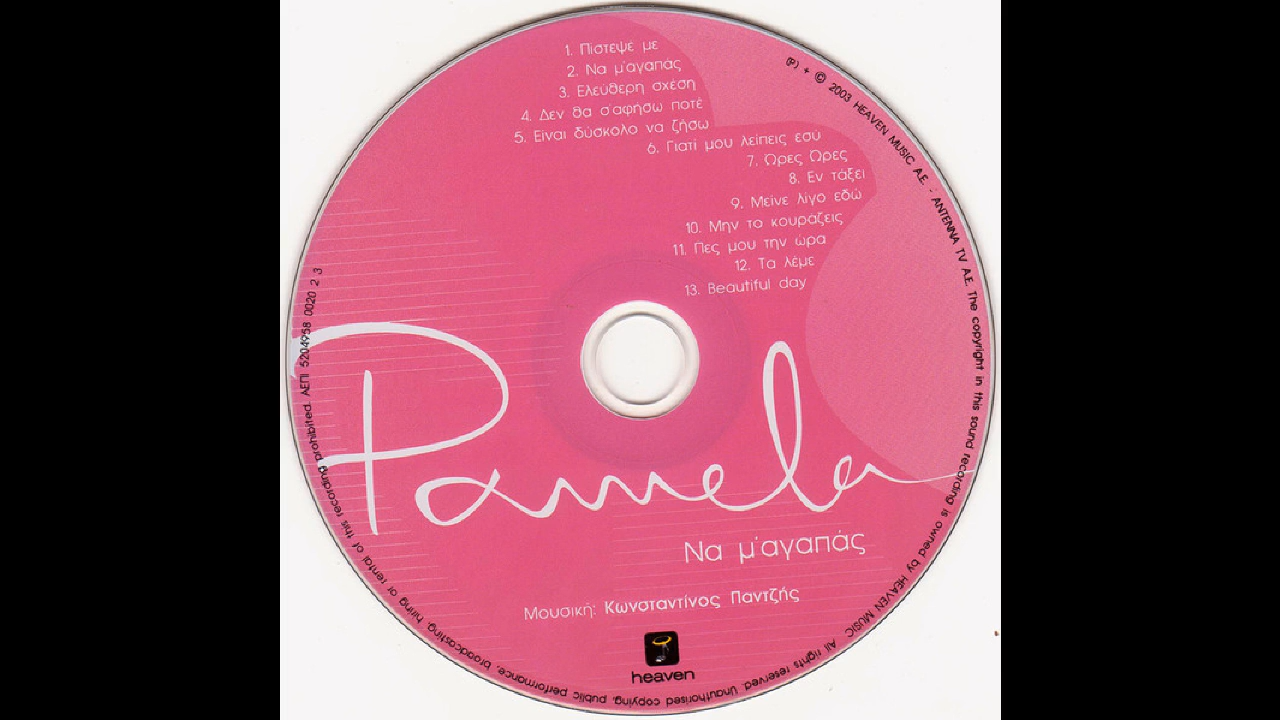 1. Πιστεψέ με
2. Να μ'αγαπάς
3. Ελεύθερη σχέση
4. Δεν θα σ'αφήσω ποτέ
5. Είναι δύσκολο να ζήσω
6. Γιατί μου λείπεις εσύ
7. Ώρες Ώρες
8. Εν τάξει
9. Μείνε λίγο εδώ
10. Μην το κουράζεις
11. Πες μου την ώρα
12. Τα λέμε
13. Beautiful day
Pamela
Να μ'αγαπάς
Μουσική: Κωνσταντίνος Παντζής
heaven
(P) + © 2003 HEAVEN MUSIC A.E. - ANTENNA TV A.E. The copyright in this sound recording is owned by HEAVEN MUSIC All rights reserved. Unauthorised copying, public performance, broadcasting, hiring or rental of this recording prohibited. ΑΕΠΙ 5204958 0020 2 3